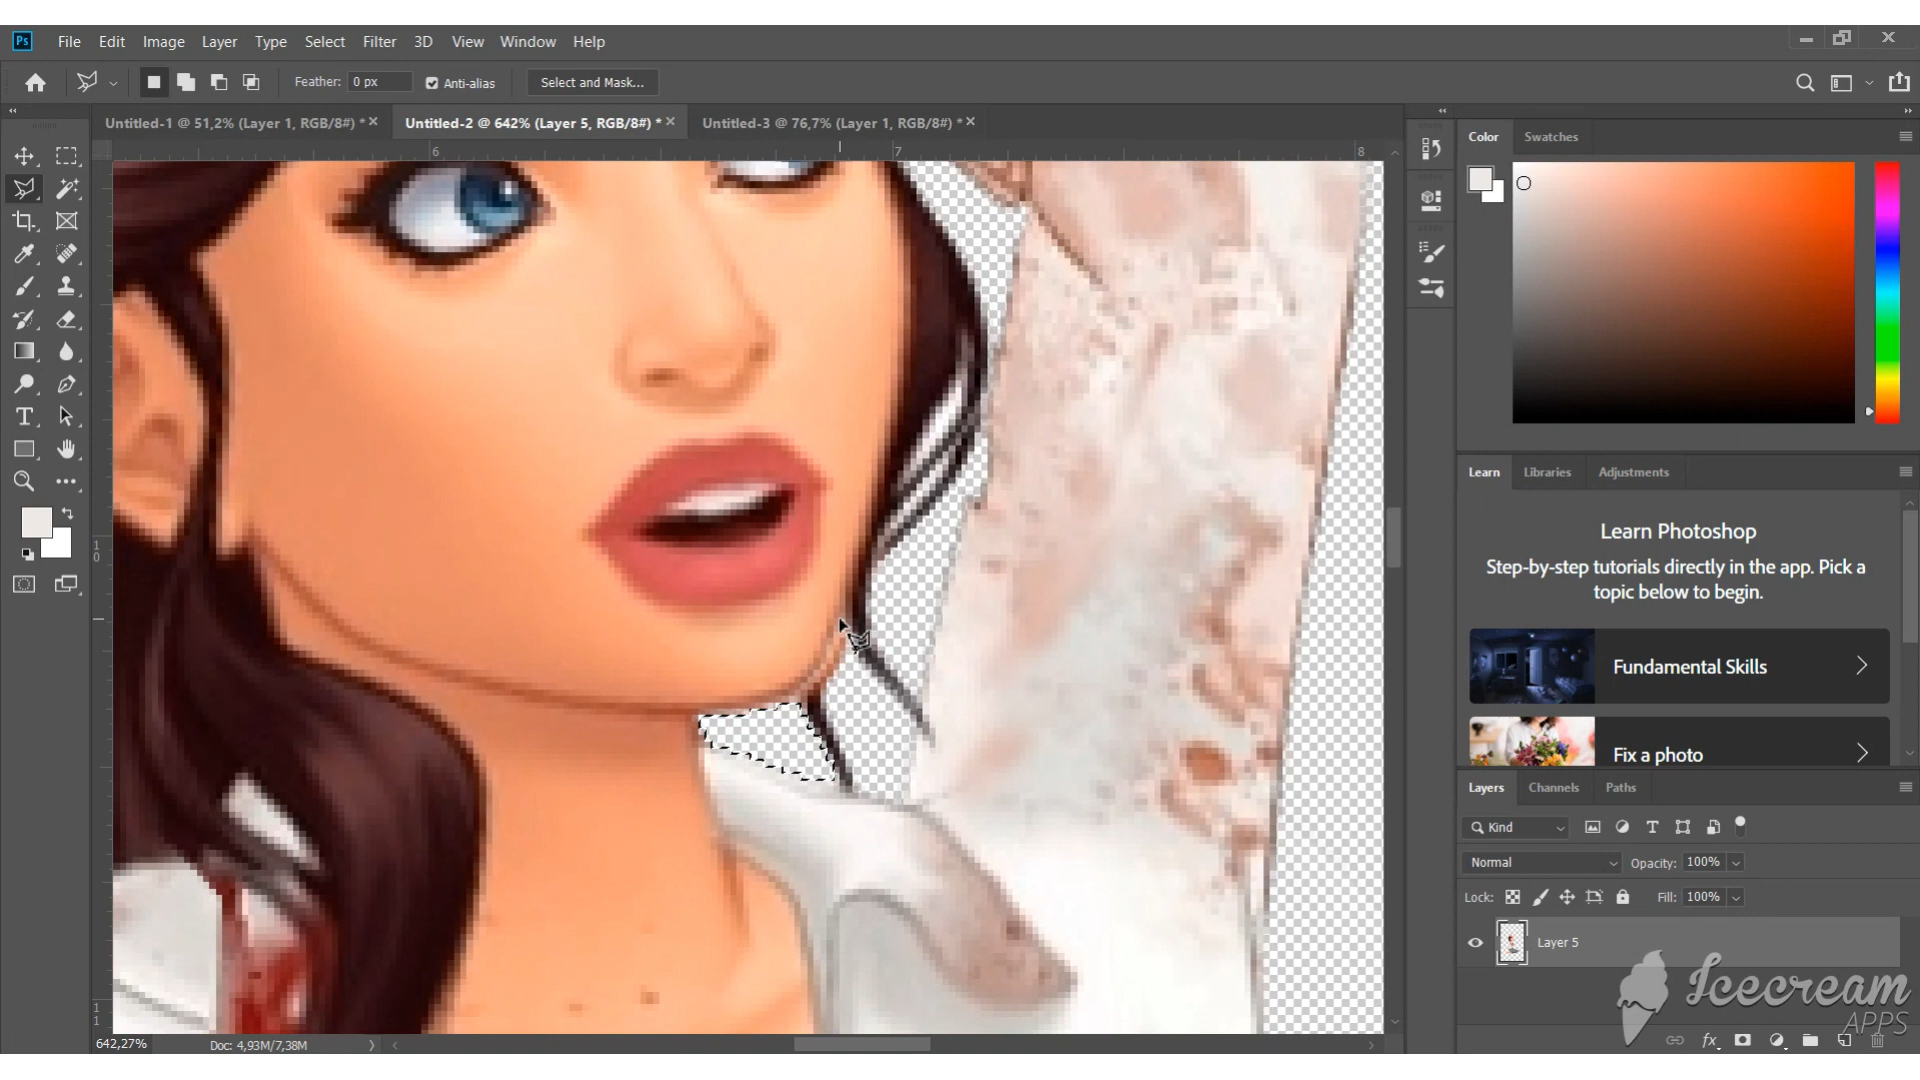 Ps File Edit Image Layer Type Select Filter 3D View Window Help
Feather: 0 px Anti-alias Select and Mask...
Untitled-1 @ 51,2% (Layer 1, RGB/8#) * Untitled-2 @ 642% (Layer 5, RGB/8#) * Untitled-3 @ 76,7% (Layer 1, RGB/8#) *
Color Swatches
6 7 8
Learn Libraries Adjustments
Learn Photoshop
Step-by-step tutorials directly in the app. Pick a
topic below to begin.
10
Fundamental Skills
Fix a photo
Layers Channels Paths
Kind
Normal Opacity: 100%
Lock: Fill: 100%
Layer 5
Icecream
APPS
11
fx
642,27% Doc: 4,93M/7,38M